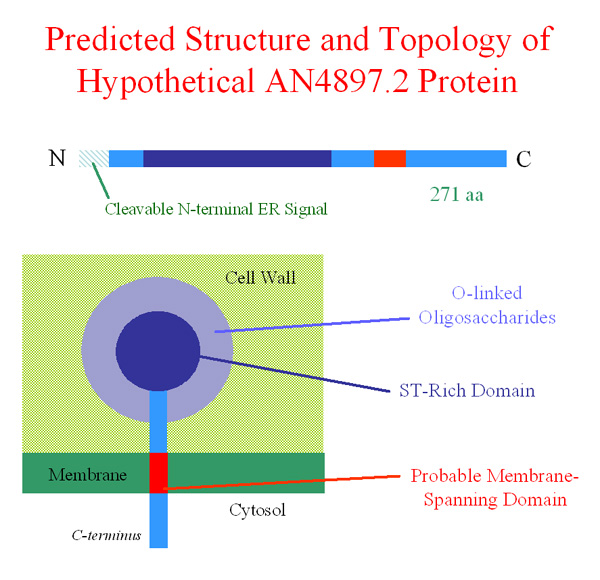 Predicted Structure and Topology of
Hypothetical AN4897.2 Protein
N
C
271 aa
Cleavable N-terminal ER Signal
Cell Wall
O-linked
Oligosaccharides
ST-Rich Domain
Membrane
Probable Membrane-
Spanning Domain
Cytosol
C-terminus